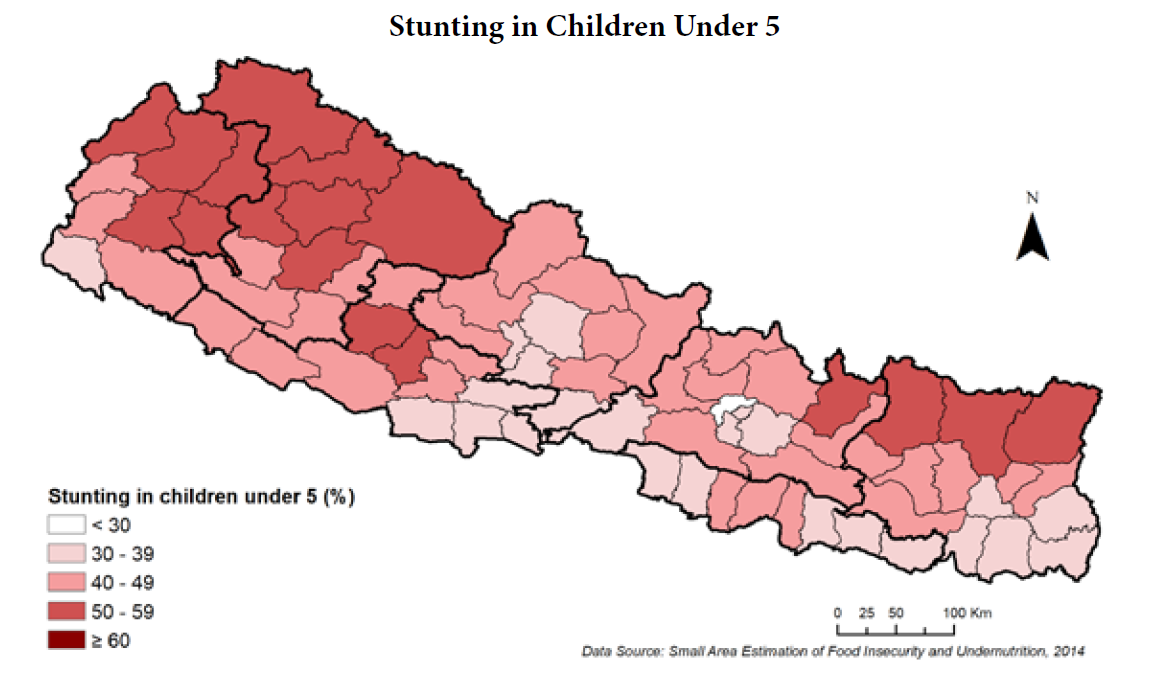 Stunting in Children Under 5
N
Stunting in children under 5 (%)
< 30
30 - 39
40 - 49
50 - 59
≥ 60
0 25 50 100 Km
Data Source: Small Area Estimation of Food Insecurity and Undernutrition, 2014